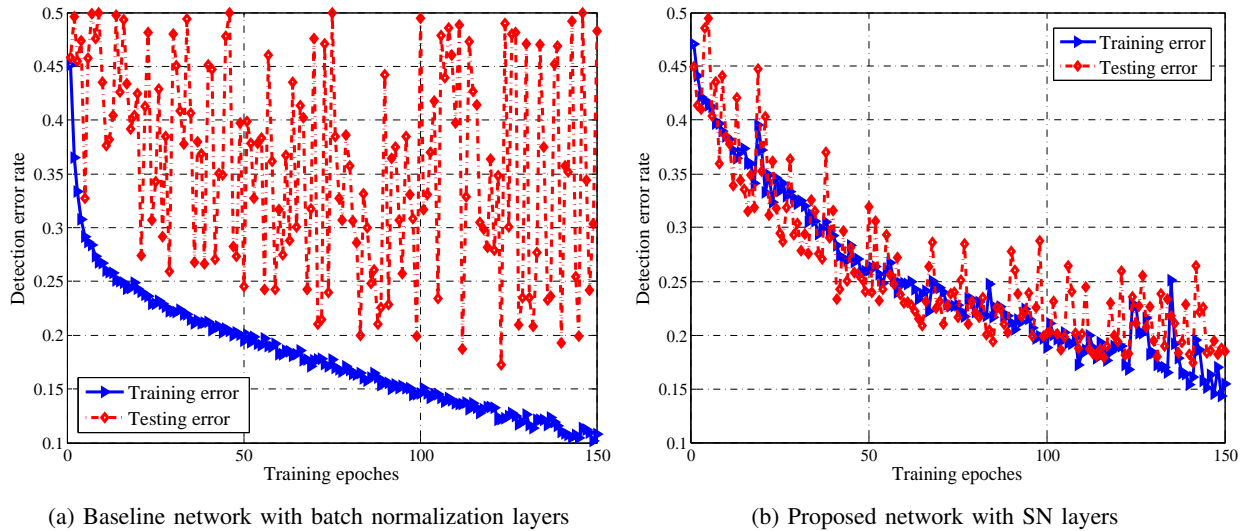 0.5
0.45
0.4
0.35
0.3
0.25
0.2
0.15
0.1
Detection error rate
Training error
Testing error
0
50
100
150
Training epoches
(a) Baseline network with batch normalization layers
0.5
0.45
0.4
0.35
0.3
0.25
0.2
0.15
0.1
Detection error rate
Training error
Testing error
0
50
100
150
Training epoches
(b) Proposed network with SN layers